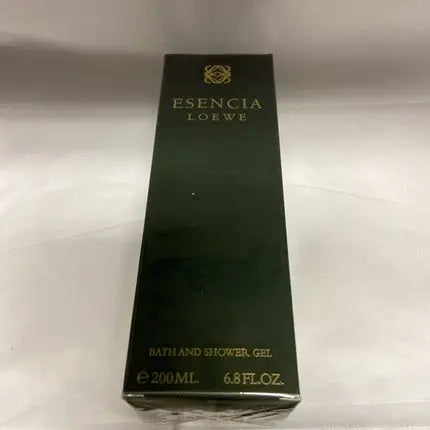 ESENCIA
LOEWE
BATH AND SHOWER GEL
℮ 200 ML. 6.8 FL.OZ.